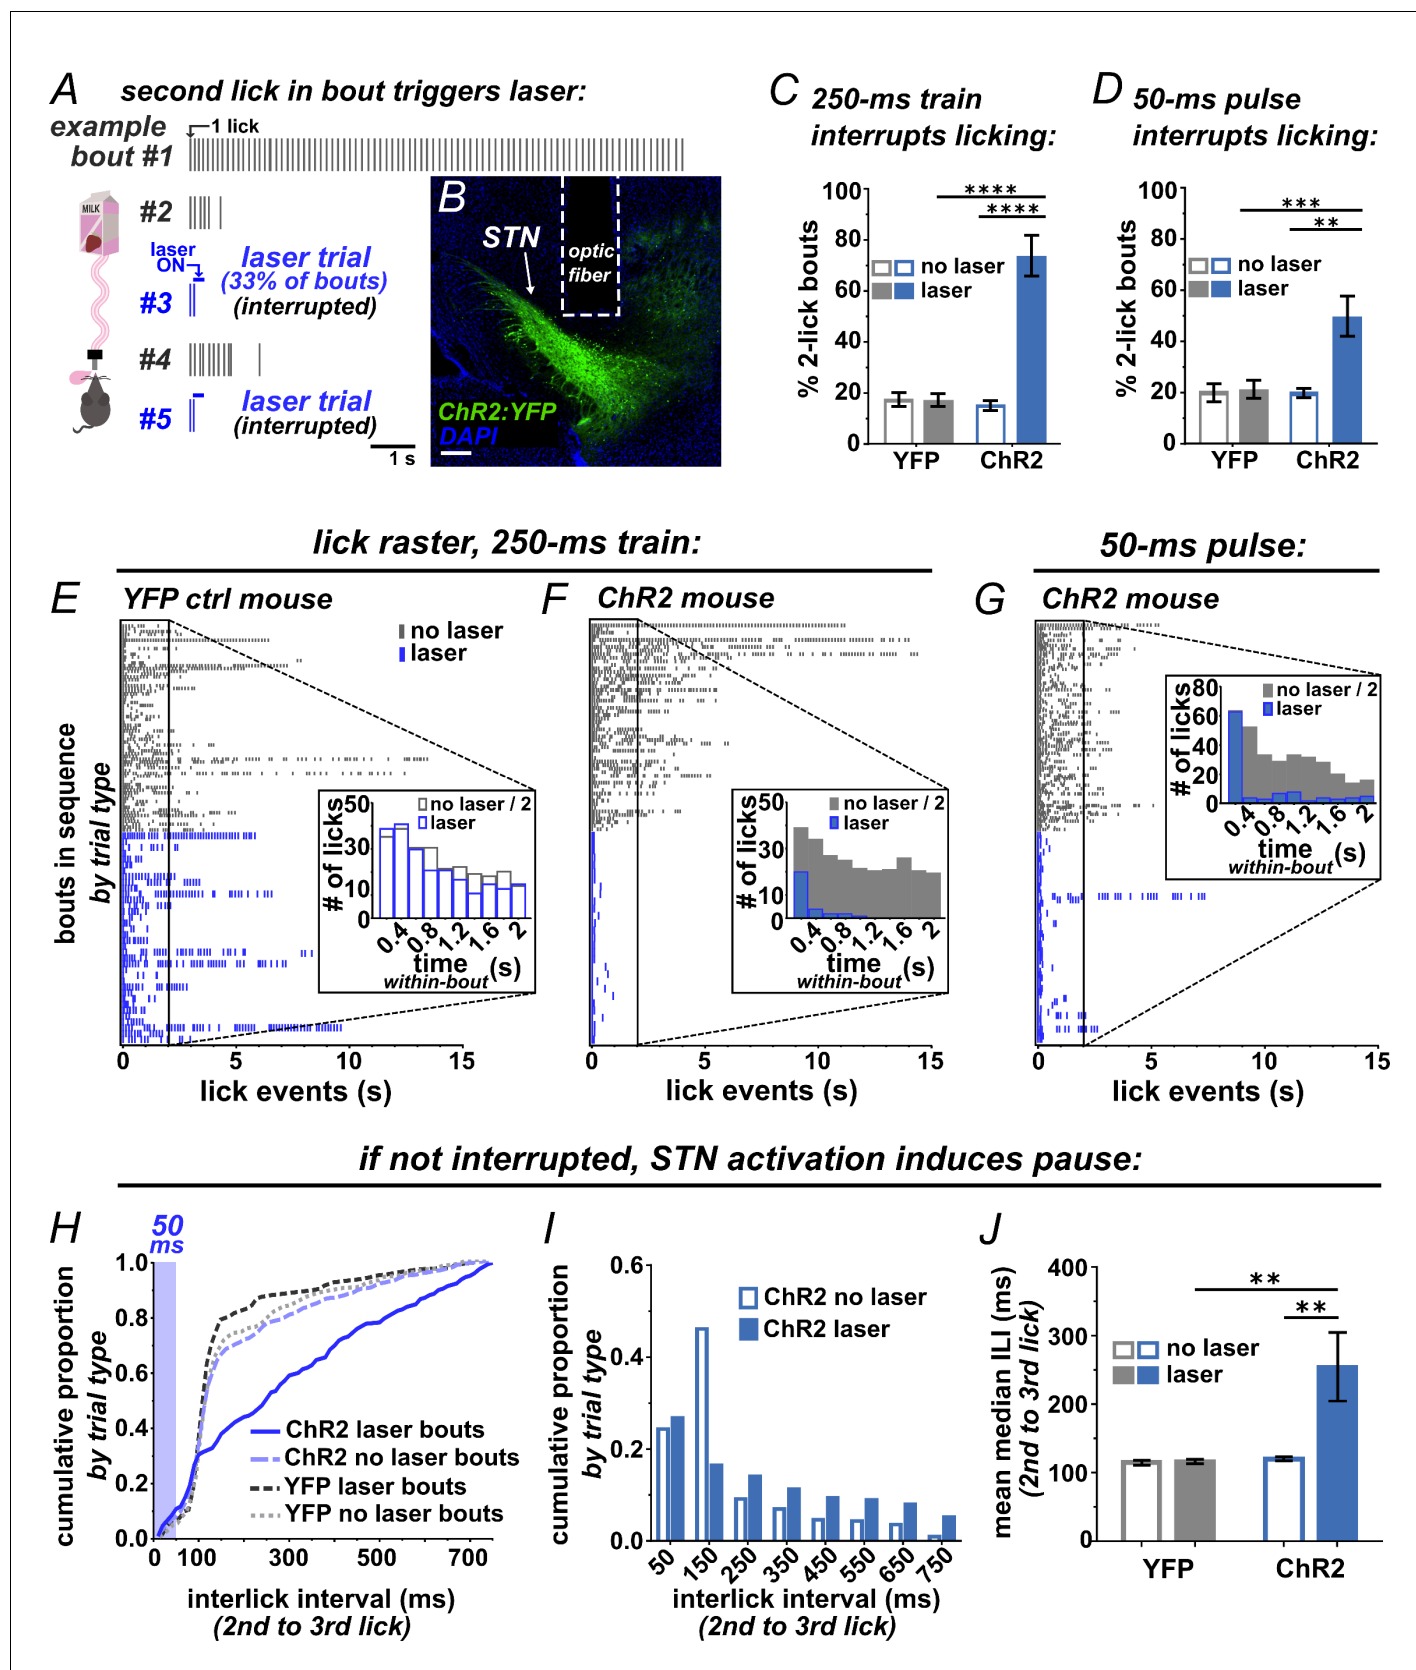 A second lick in bout triggers laser:
example
1 lick
bout #1
MILK
#2
laser
ON
laser trial
(33% of bouts)
#3
(interrupted)
#4
laser trial
#5
(interrupted)
1 s
B
STN
optic
fiber
ChR2:YFP
DAPI
C 250-ms train
interrupts licking:
% 2-lick bouts
100
80
60
40
20
0
****
****
no laser
laser
YFP
ChR2
D 50-ms pulse
interrupts licking:
% 2-lick bouts
100
80
60
40
20
0
***
**
no laser
laser
YFP
ChR2
lick raster, 250-ms train:
50-ms pulse:
E YFP ctrl mouse
no laser
laser
bouts in sequence
by trial type
50
30
10
0
# of licks
no laser / 2
laser
0.4 0.8 1.2 1.6 2
time (s)
within-bout
0 5 10 15
lick events (s)
F ChR2 mouse
50
30
10
0
# of licks
no laser / 2
laser
0.4 0.8 1.2 1.6 2
time (s)
within-bout
0 5 10 15
lick events (s)
G ChR2 mouse
80
60
40
20
0
# of licks
no laser / 2
laser
0.4 0.8 1.2 1.6 2
time (s)
within-bout
0 5 10 15
lick events (s)
if not interrupted, STN activation induces pause:
H
50
ms
cumulative proportion
by trial type
1.0
0.8
0.6
0.4
0.2
0.0
ChR2 laser bouts
ChR2 no laser bouts
YFP laser bouts
YFP no laser bouts
0 100 300 500 700
interlick interval (ms)
(2nd to 3rd lick)
I
cumulative proportion
by trial type
0.6
0.4
0.2
0.0
ChR2 no laser
ChR2 laser
50 150 250 350 450 550 650 750
interlick interval (ms)
(2nd to 3rd lick)
J
mean median ILI (ms)
(2nd to 3rd lick)
400
300
200
100
0
**
**
no laser
laser
YFP
ChR2